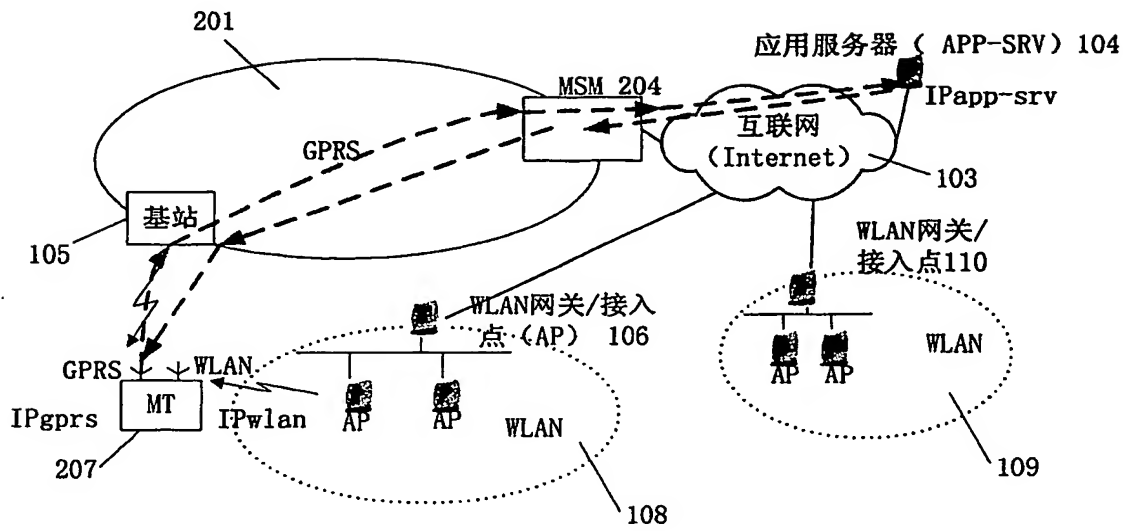 201
应用服务器（ APP-SRV）104
MSM 204
IPapp-srv
互联网
（Internet）
GPRS
103
基站
105
WLAN网关/
接入点110
WLAN网关/接入
点（AP） 106
WLAN
GPRS
WLAN
AP
AP
IPgprs
MT
IPwlan
AP
AP
WLAN
207
109
108